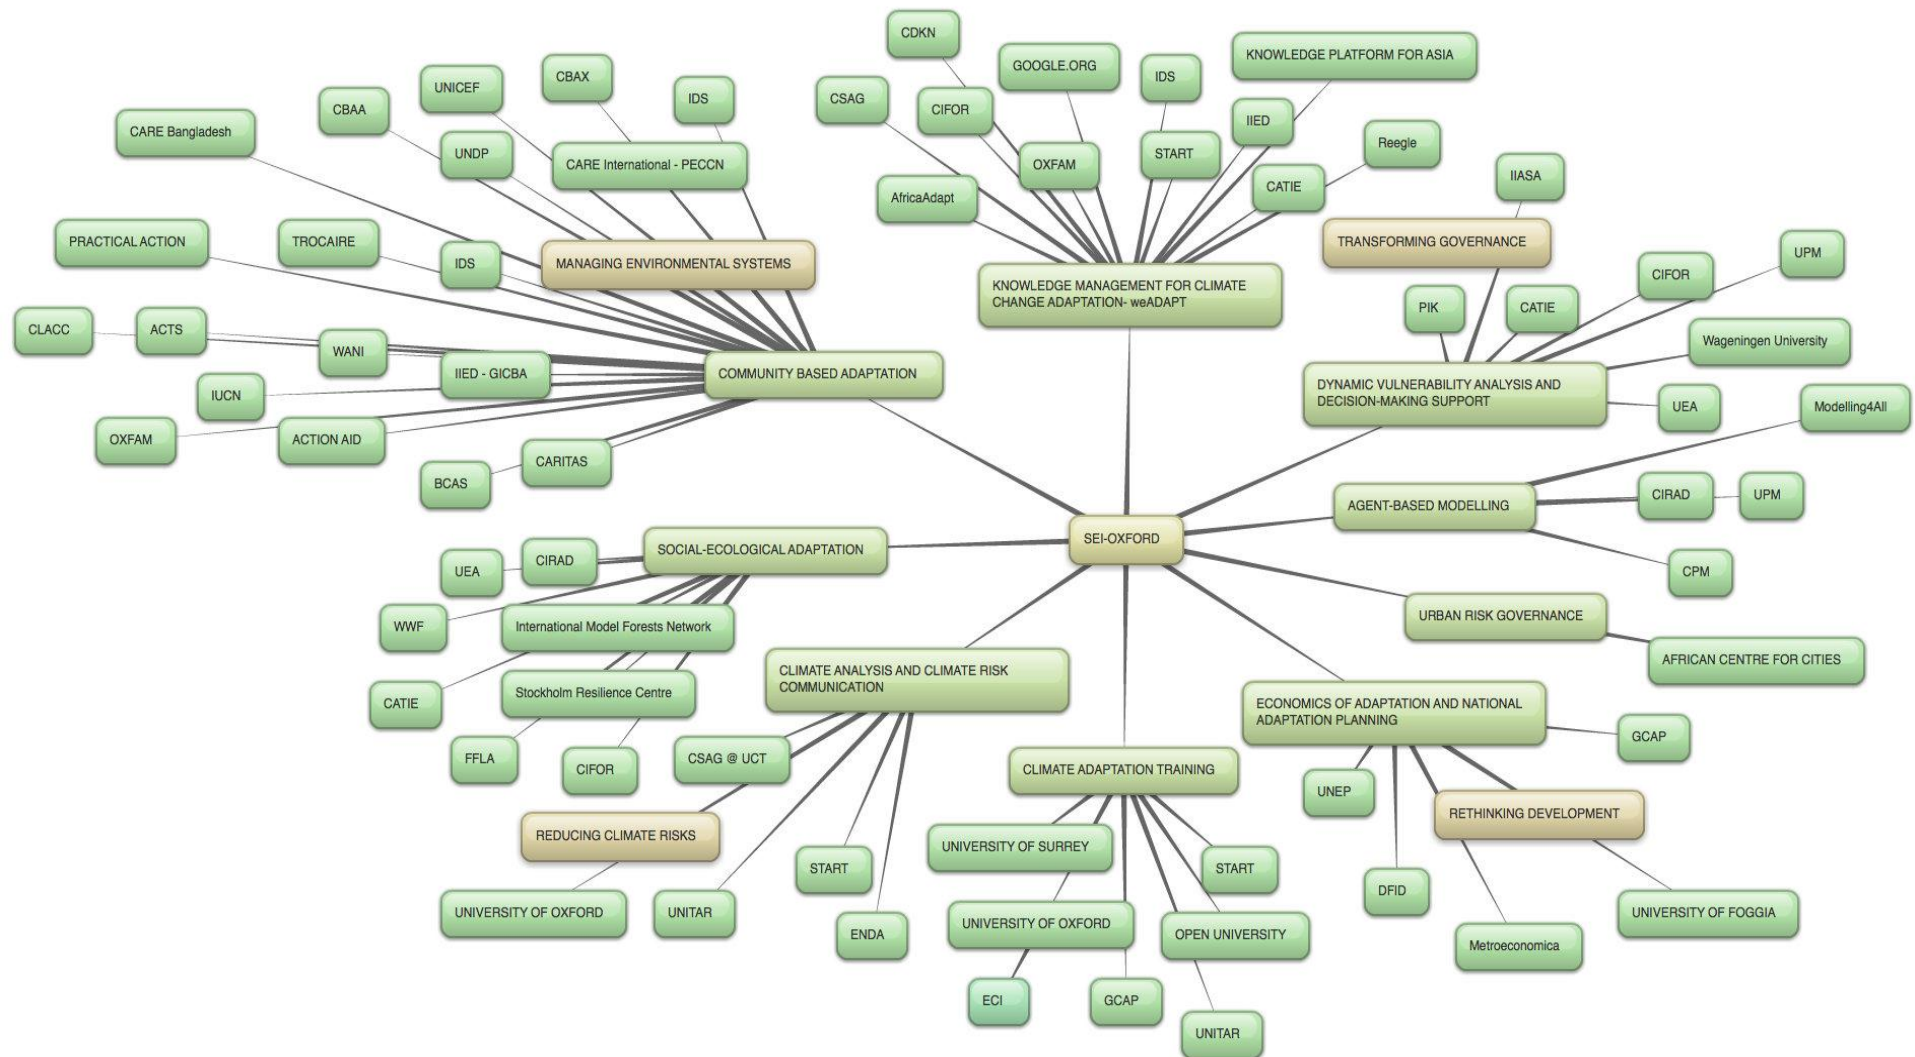 CDKN
GOOGLE.ORG
IDS
KNOWLEDGE PLATFORM FOR ASIA
CBAX
UNICEF
IDS
CSAG
CIFOR
IIED
CBAA
CARE Bangladesh
UNDP
CARE International - PECCN
OXFAM
START
Reegle
AfricaAdapt
CATIE
IIASA
PRACTICAL ACTION
TROCAIRE
IDS
MANAGING ENVIRONMENTAL SYSTEMS
KNOWLEDGE MANAGEMENT FOR CLIMATE
CHANGE ADAPTATION- weADAPT
TRANSFORMING GOVERNANCE
CIFOR
UPM
PIK
CATIE
CLACC
ACTS
WANI
IIED - GICBA
COMMUNITY BASED ADAPTATION
Wageningen University
DYNAMIC VULNERABILITY ANALYSIS AND
DECISION-MAKING SUPPORT
IUCN
UEA
Modelling4All
OXFAM
ACTION AID
BCAS
CARITAS
AGENT-BASED MODELLING
CIRAD
UPM
SEI-OXFORD
SOCIAL-ECOLOGICAL ADAPTATION
UEA
CIRAD
CPM
WWF
International Model Forests Network
URBAN RISK GOVERNANCE
AFRICAN CENTRE FOR CITIES
CLIMATE ANALYSIS AND CLIMATE RISK
COMMUNICATION
CATIE
Stockholm Resilience Centre
ECONOMICS OF ADAPTATION AND NATIONAL
ADAPTATION PLANNING
GCAP
FFLA
CIFOR
CSAG @ UCT
CLIMATE ADAPTATION TRAINING
UNEP
RETHINKING DEVELOPMENT
REDUCING CLIMATE RISKS
UNIVERSITY OF SURREY
START
START
DFID
UNIVERSITY OF OXFORD
UNITAR
ENDA
UNIVERSITY OF OXFORD
OPEN UNIVERSITY
UNIVERSITY OF FOGGIA
Metroeconomica
ECI
GCAP
UNITAR